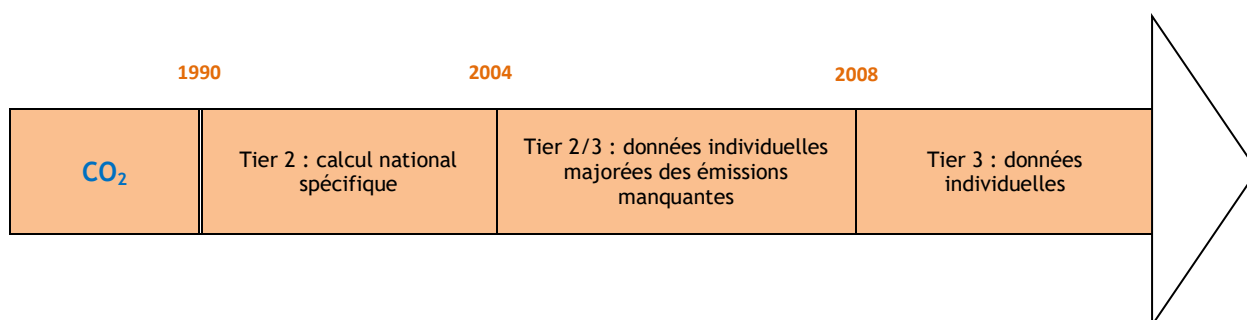 1990 2004 2008
CO₂
Tier 2 : calcul national
spécifique
Tier 2/3 : données individuelles
majorées des émissions
manquantes
Tier 3 : données
individuelles